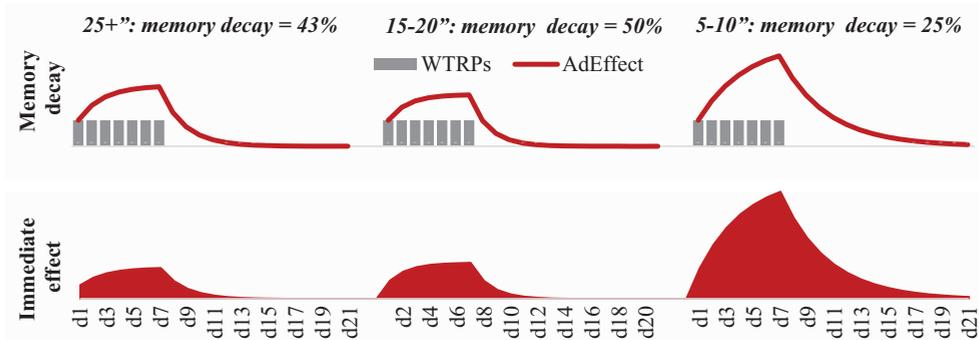 25+”: memory decay = 43%
15-20”: memory decay = 50%
5-10”: memory decay = 25%
Memory
decay
WTRPs
AdEffect
Immediate
effect
d1 d3 d5 d7 d9 d11 d13 d15 d17 d19 d21
d2 d4 d6 d8 d10 d12 d14 d16 d18 d20
d1 d3 d5 d7 d9 d11 d13 d15 d17 d19 d21